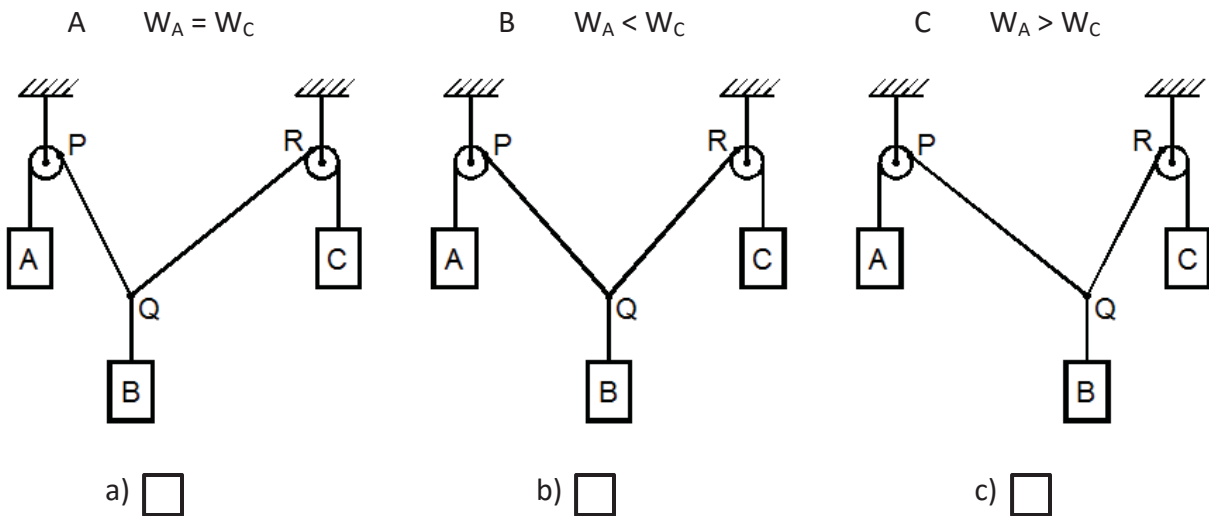 A W_A = W_C B W_A < W_C C W_A > W_C
P R P R P R
A C A C A C
Q Q Q
B B B
a) b) c)